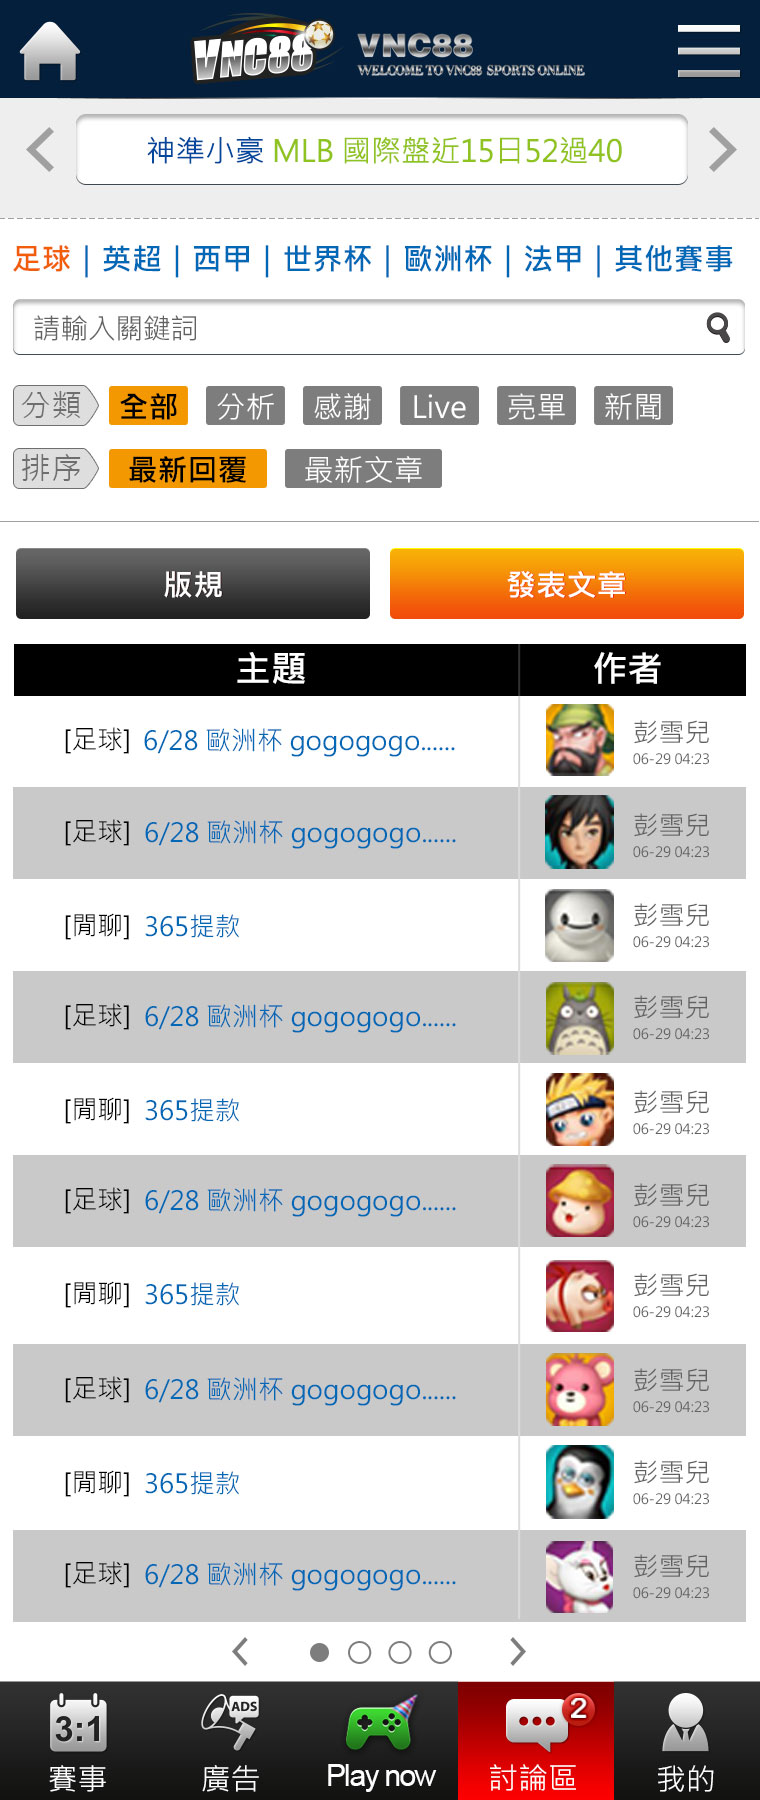 VNC88 VNC88
WELCOME TO VNC88 SPORTS ONLINE
神準小豪 MLB 國際盤近15日52過40
足球 | 英超 | 西甲 | 世界杯 | 歐洲杯 | 法甲 | 其他賽事
請輸入關鍵詞
分類 全部 分析 感謝 Live 亮單 新聞
排序 最新回覆 最新文章
版規 發表文章
主題 作者
[足球] 6/28 歐洲杯 gogogogo...... 彭雪兒
06-29 04:23
[足球] 6/28 歐洲杯 gogogogo...... 彭雪兒
06-29 04:23
[閒聊] 365提款 彭雪兒
06-29 04:23
[足球] 6/28 歐洲杯 gogogogo...... 彭雪兒
06-29 04:23
[閒聊] 365提款 彭雪兒
06-29 04:23
[足球] 6/28 歐洲杯 gogogogo...... 彭雪兒
06-29 04:23
[閒聊] 365提款 彭雪兒
06-29 04:23
[足球] 6/28 歐洲杯 gogogogo...... 彭雪兒
06-29 04:23
[閒聊] 365提款 彭雪兒
06-29 04:23
[足球] 6/28 歐洲杯 gogogogo...... 彭雪兒
06-29 04:23
3:1 ADS 2
賽事 廣告 Play now 討論區 我的